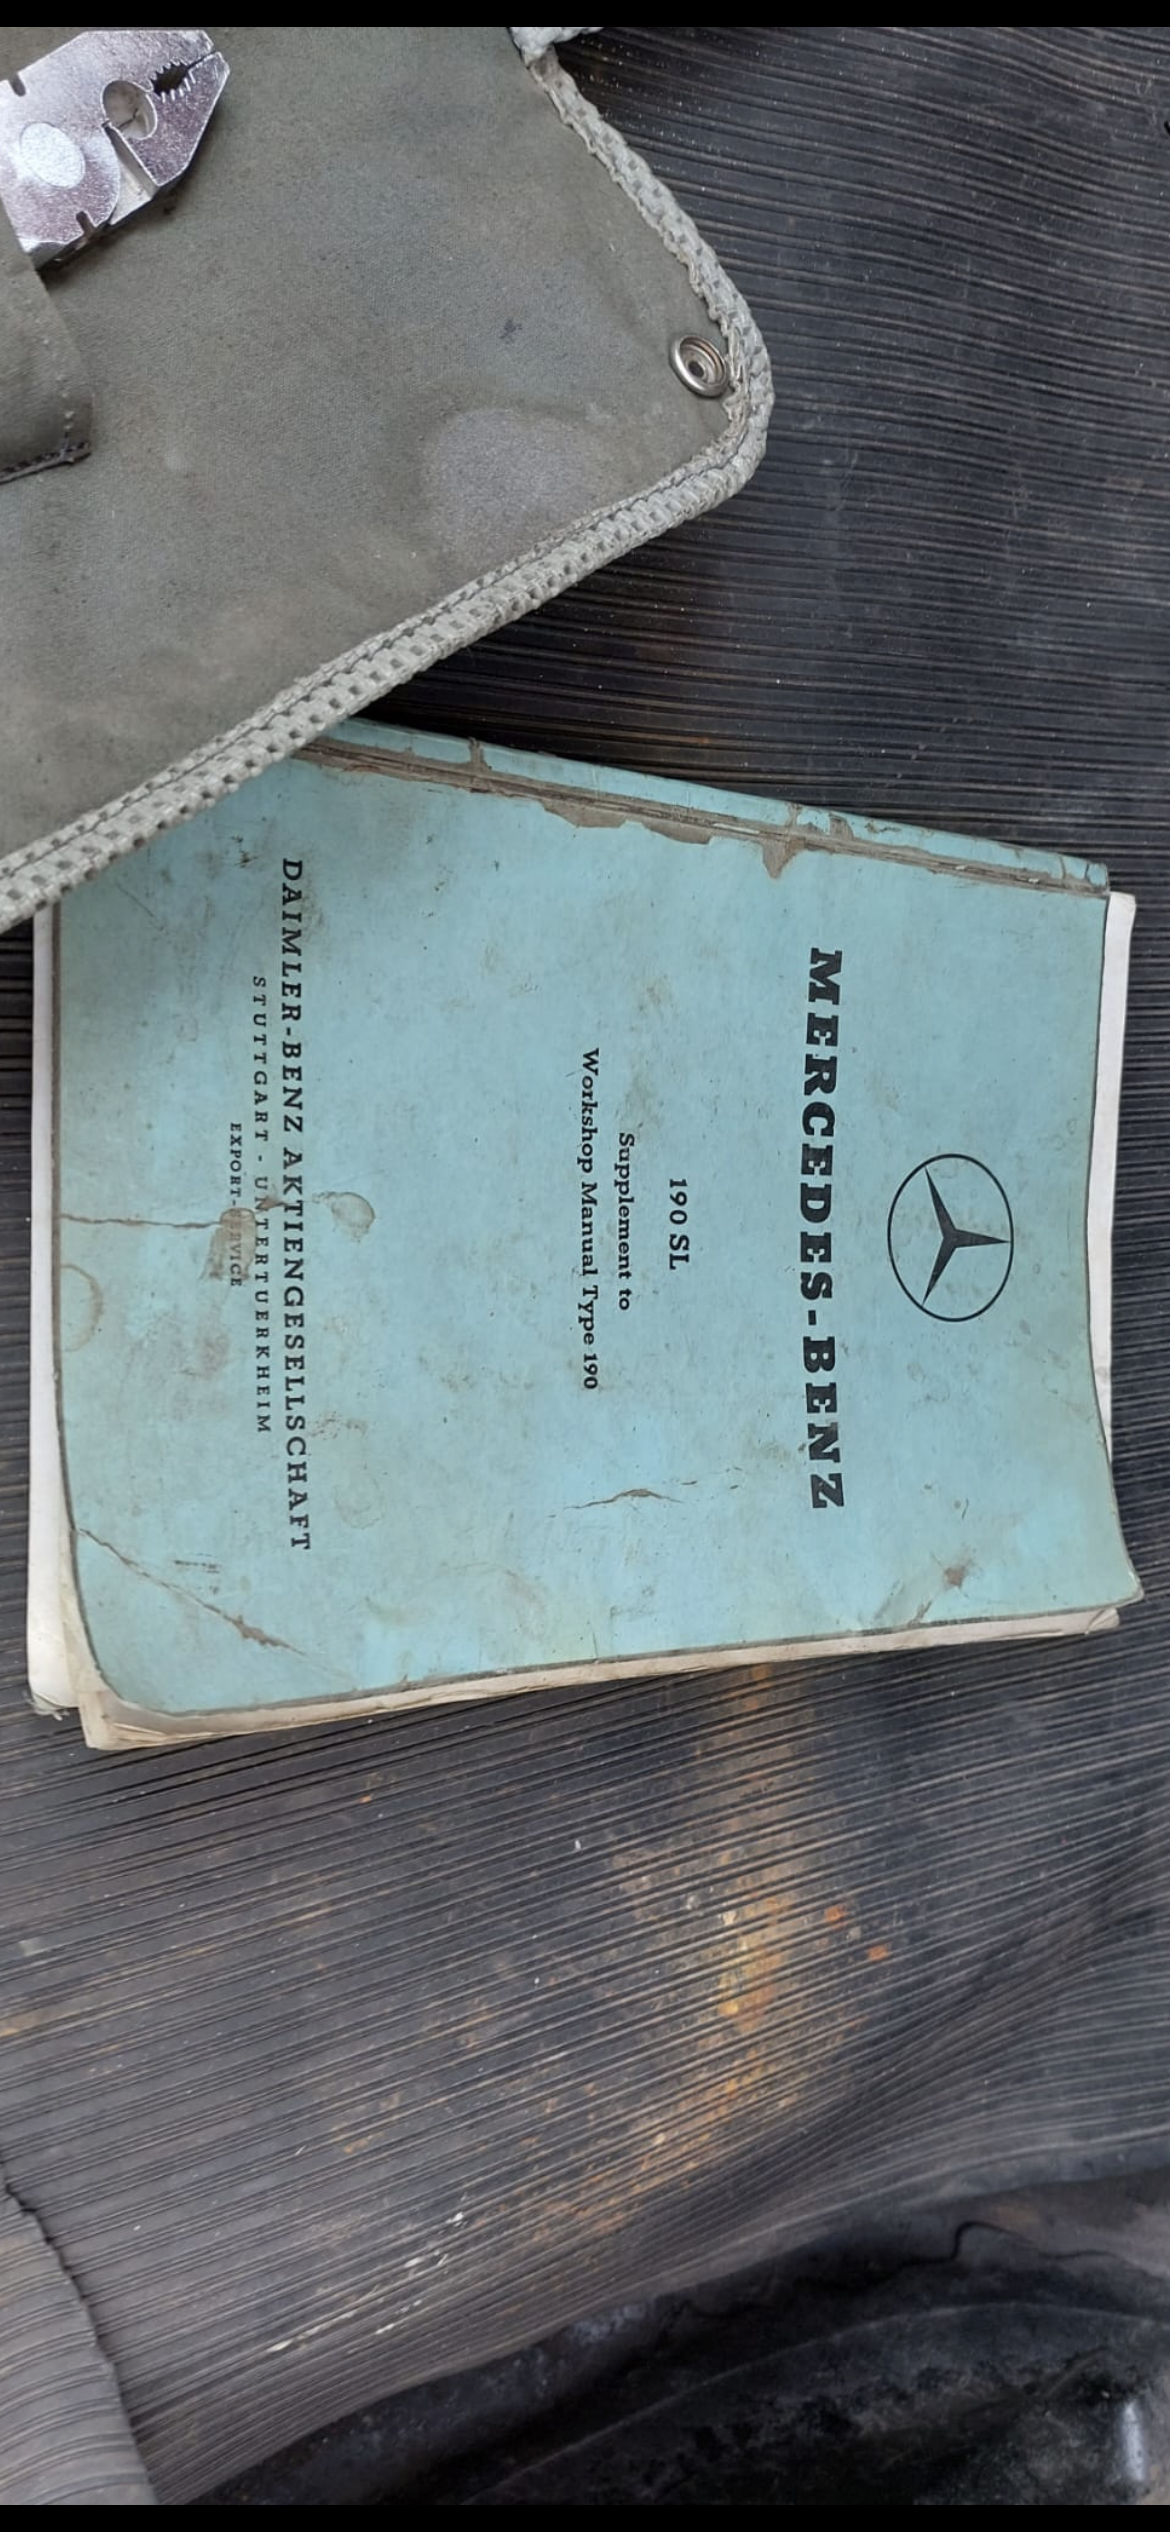 MERCEDES-BENZ
190 SL
Supplement to
Workshop Manual Type 190
DAIMLER-BENZ AKTIENGESELLSCHAFT
STUTTGART - UNTERTUERKHEIM
EXPORT-SERVICE